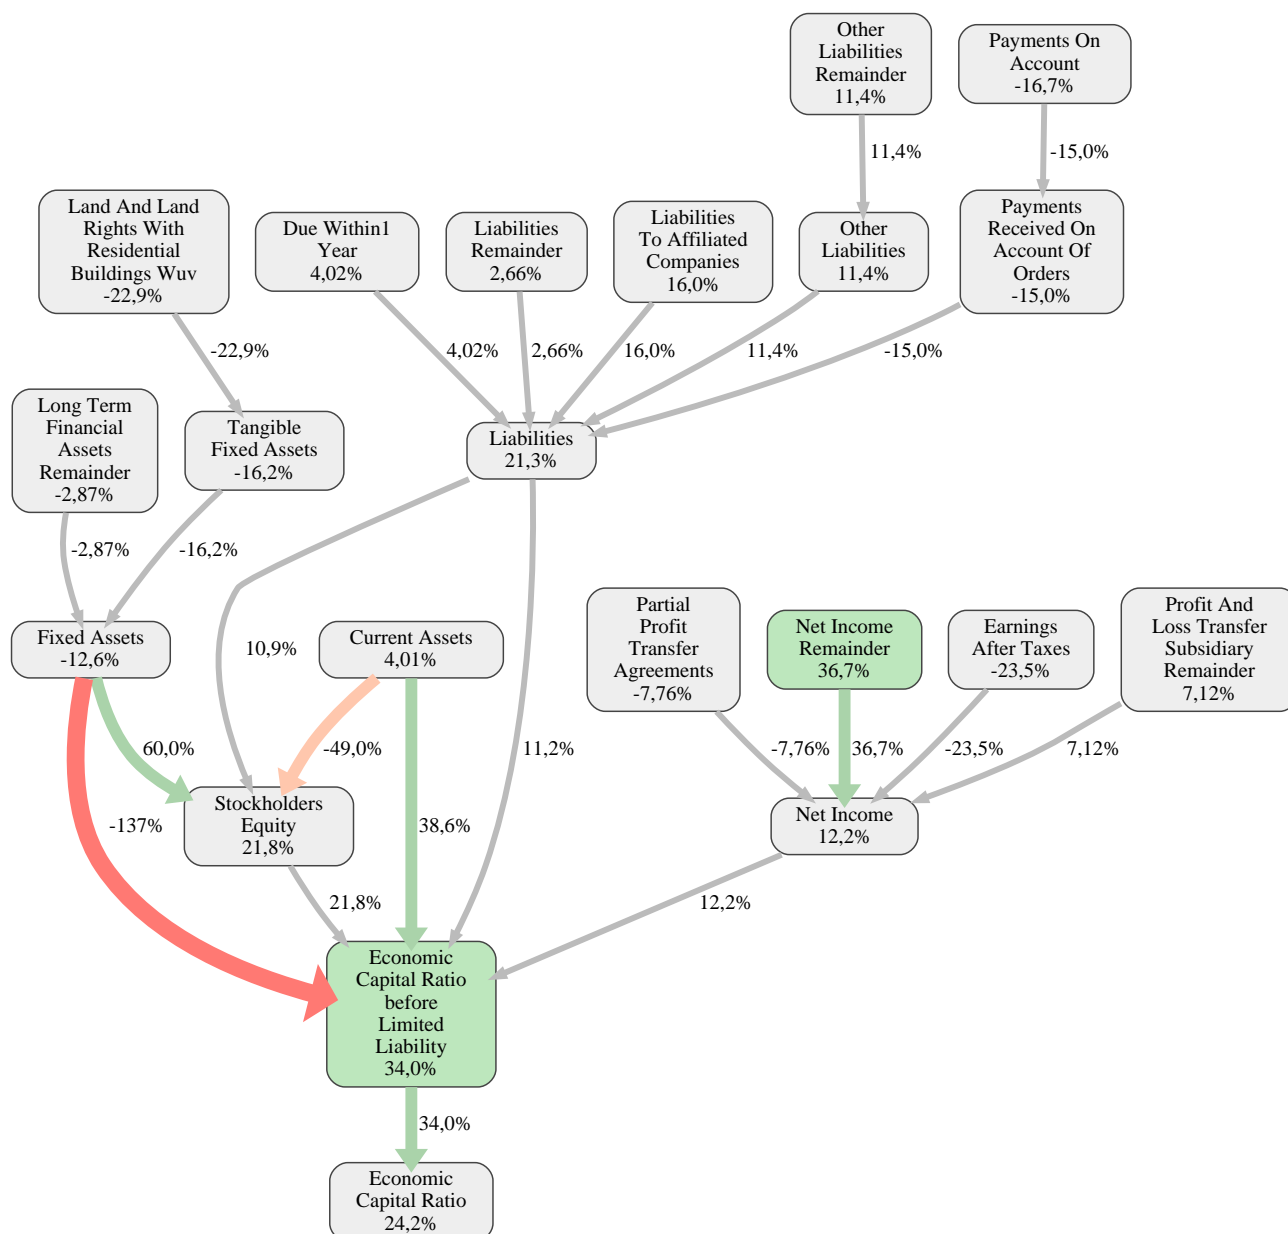 Other
Liabilities
Remainder
11,4%
Payments On
Account
-16,7%
11,4%
-15,0%
Land And Land
Rights With
Residential
Buildings Wuv
-22,9%
Due Within1
Year
4,02%
Liabilities
Remainder
2,66%
Liabilities
To Affiliated
Companies
16,0%
Other
Liabilities
11,4%
Payments
Received On
Account Of
Orders
-15,0%
-22,9%
4,02%
2,66%
16,0%
11,4%
-15,0%
Long Term
Financial
Assets
Remainder
-2,87%
Tangible
Fixed Assets
-16,2%
Liabilities
21,3%
-2,87%
-16,2%
Fixed Assets
-12,6%
10,9%
Current Assets
4,01%
Partial
Profit
Transfer
Agreements
-7,76%
Net Income
Remainder
36,7%
Earnings
After Taxes
-23,5%
Profit And
Loss Transfer
Subsidiary
Remainder
7,12%
60,0%
-49,0%
11,2%
-7,76%
36,7%
-23,5%
7,12%
-137%
Stockholders
Equity
21,8%
38,6%
Net Income
12,2%
21,8%
12,2%
Economic
Capital Ratio
before
Limited
Liability
34,0%
34,0%
Economic
Capital Ratio
24,2%